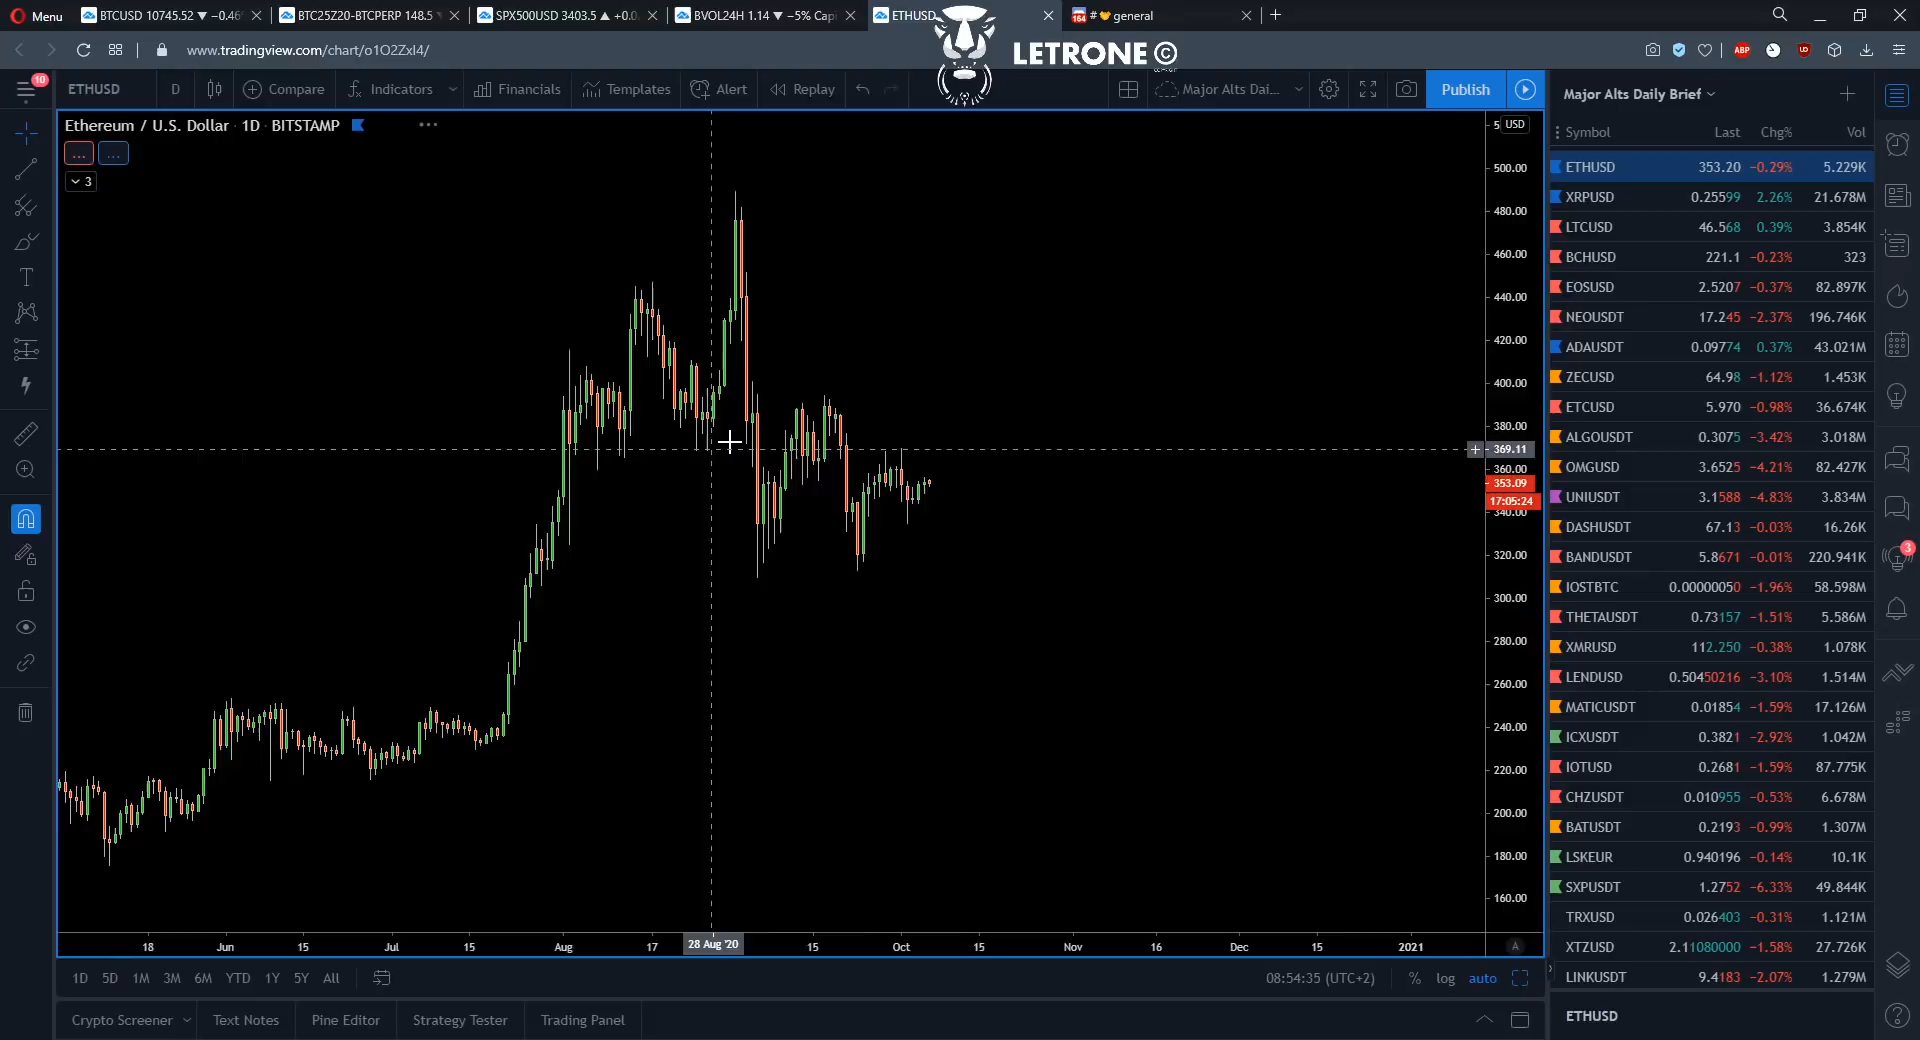 Menu
BTCUSD 10745.52 ▼ −0.46
BTC25Z20-BTCPERP 148.5
SPX500USD 3403.5 ▲ +0.
BVOL24H 1.14 ▼ −5% Cap
ETHUSD
164 # general
www.tradingview.com/chart/o1O2Zxl4/
ABP
LETRONE ©
10
ETHUSD
D
Compare
Indicators
Financials
Templates
Alert
Replay
Major Alts Dai...
Publish
Ethereum / U.S. Dollar · 1D · BITSTAMP
3
USD
500.00
480.00
460.00
440.00
420.00
400.00
380.00
369.11
360.00
353.09
17:05:24
340.00
320.00
300.00
280.00
260.00
240.00
220.00
200.00
180.00
160.00
18 Jun 15 Jul 15 Aug 17 28 Aug '20 15 Oct 15 Nov 16 Dec 15 2021
1D 5D 1M 3M 6M YTD 1Y 5Y All
08:54:35 (UTC+2) % log auto
Crypto Screener Text Notes Pine Editor Strategy Tester Trading Panel
Major Alts Daily Brief
Symbol Last Chg% Vol
ETHUSD 353.20 −0.29% 5.229K
XRPUSD 0.25599 2.26% 21.678M
LTCUSD 46.568 0.39% 3.854K
BCHUSD 221.1 −0.23% 323
EOSUSD 2.5207 −0.37% 82.897K
NEOUSDT 17.245 −2.37% 196.746K
ADAUSDT 0.09774 0.37% 43.021M
ZECUSD 64.98 −1.12% 1.453K
ETCUSD 5.970 −0.98% 36.674K
ALGOUSDT 0.3075 −3.42% 3.018M
OMGUSD 3.6525 −4.21% 82.427K
UNIUSDT 3.1588 −4.83% 3.834M
DASHUSDT 67.13 −0.03% 16.26K
BANDUSDT 5.8671 −0.01% 220.941K
IOSTBTC 0.00000050 −1.96% 58.598M
THETAUSDT 0.73157 −1.51% 5.586M
XMRUSD 112.250 −0.38% 1.078K
LENDUSD 0.50450216 −3.10% 1.514M
MATICUSDT 0.01854 −1.59% 17.126M
ICXUSDT 0.3821 −2.92% 1.042M
IOTUSD 0.2681 −1.59% 87.775K
CHZUSDT 0.010955 −0.53% 6.678M
BATUSDT 0.2193 −0.99% 1.307M
LSKEUR 0.940196 −0.14% 10.1K
SXPUSDT 1.2752 −6.33% 49.844K
TRXUSD 0.026403 −0.31% 1.121M
XTZUSD 2.11080000 −1.58% 27.726K
LINKUSDT 9.4183 −2.07% 1.279M
ETHUSD
3